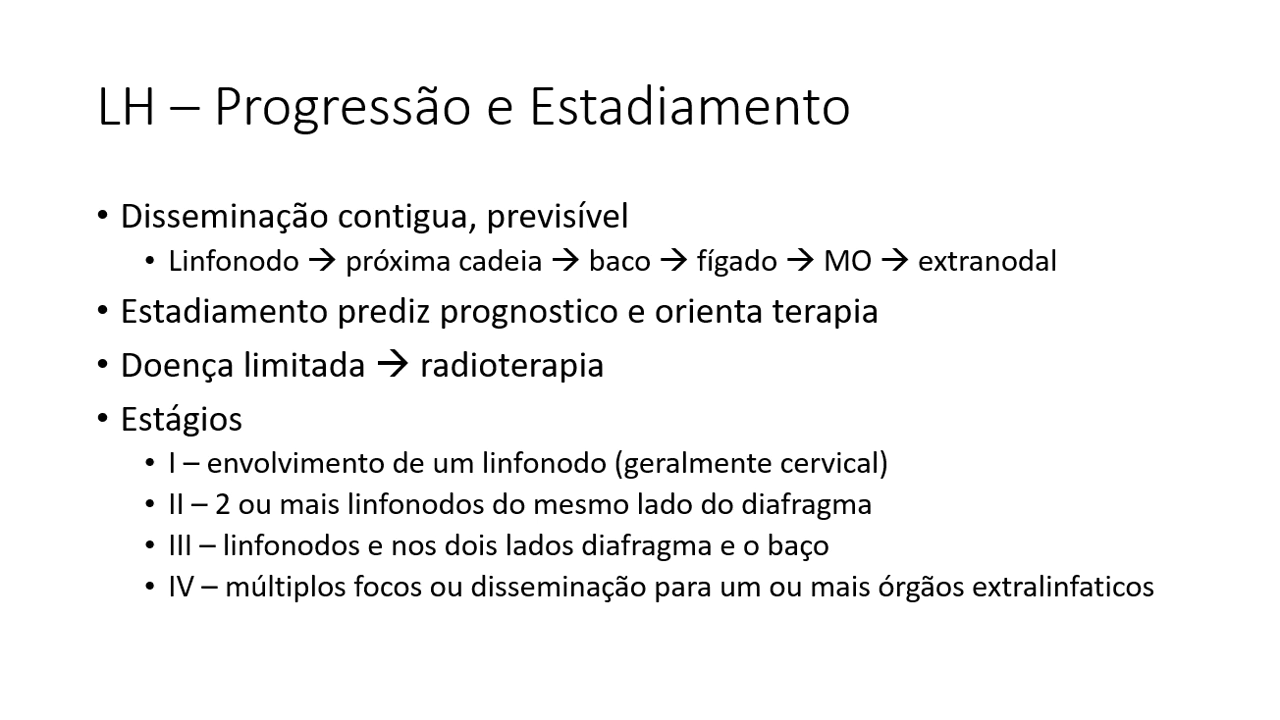 LH – Progressão e Estadiamento
• Disseminação contigua, previsível
• Linfonodo → próxima cadeia → baco → fígado → MO → extranodal
• Estadiamento prediz prognostico e orienta terapia
• Doença limitada → radioterapia
• Estágios
• I – envolvimento de um linfonodo (geralmente cervical)
• II – 2 ou mais linfonodos do mesmo lado do diafragma
• III – linfonodos e nos dois lados diafragma e o baço
• IV – múltiplos focos ou disseminação para um ou mais órgãos extralinfaticos